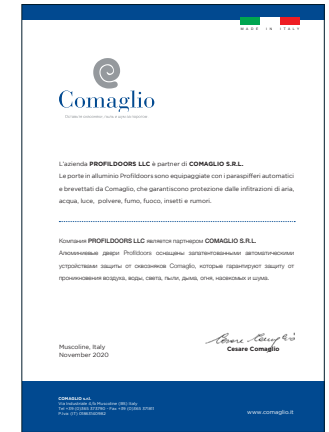 MADE IN ITALY
Comaglio
L'azienda PROFILDOORS LLC è partner di COMAGLIO S.R.L.
Le porte in alluminio Profildoors sono equipaggiate con i paraspifferi automatici
e brevettati da Comaglio, che garantiscono protezione dalle infitrazioni di aria,
acqua, luce, polvere, fumo, fuoco, insetti e rumori.
Компания PROFILDOORS LLC является партнером COMAGLIO S.R.L.
Алюминиевые двери Profildoors оснащены запатентованными автоматическими
устройствами защиты от сквозняков Comaglio, которые гарантируют защиту от
проникновения воздуха, воды, света, пыли, дыма, огня, насекомых и шума.
Muscoline, Italy
November 2020
Cesare Comaglio
Cesare Comaglio
COMAGLIO s.r.l.
www.comaglio.it